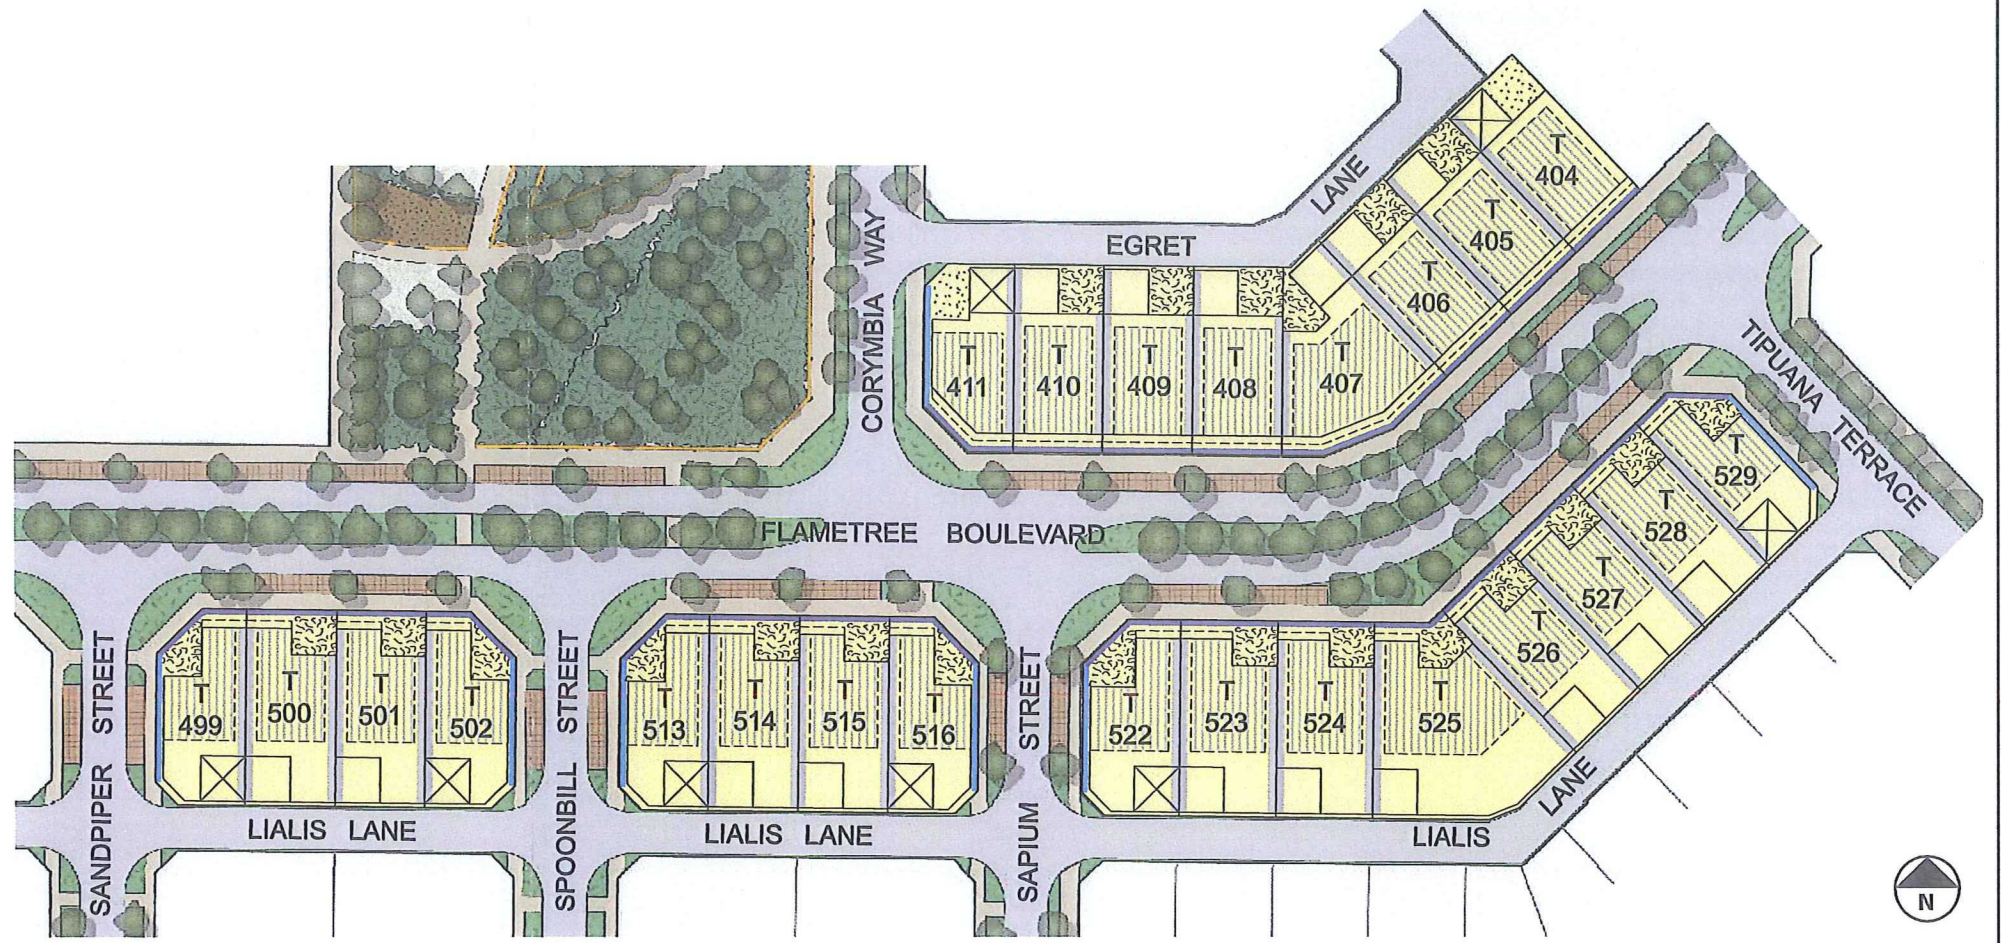 LANE
EGRET
T
404
T
405
T
406
T
407
T
408
T
409
T
410
T
411
CORYMBIA WAY
TIPUANA TERRACE
FLAMETREE BOULEVARD
T
529
T
528
T
527
T
526
T
525
T
524
T
523
T
522
T
516
T
515
T
514
T
513
T
502
T
501
T
500
T
499
SANDPIPER STREET
SPOONBILL STREET
SAPIUM STREET
LIALIS LANE
LIALIS LANE
LIALIS
LANE
N